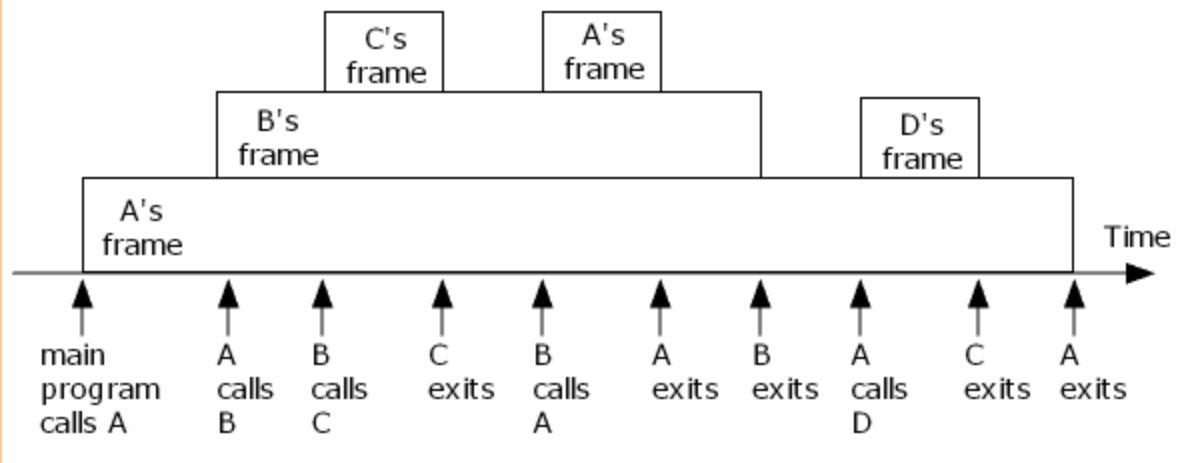 C's
frame
A's
frame
B's
frame
D's
frame
A's
frame
Time
main
program
calls A
A
calls
B
B
calls
C
C
exits
B
calls
A
A
exits
B
exits
A
calls
D
C
exits
A
exits